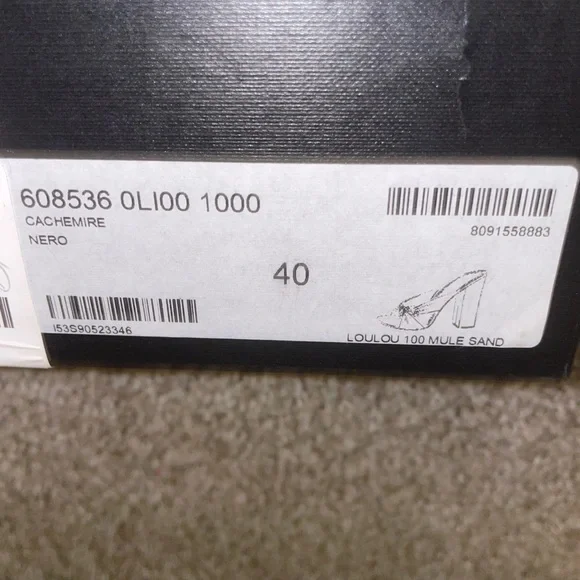 608536 0LI00 1000
CACHEMIRE
NERO
8091558883
40
I53S90523346
LOULOU 100 MULE SAND